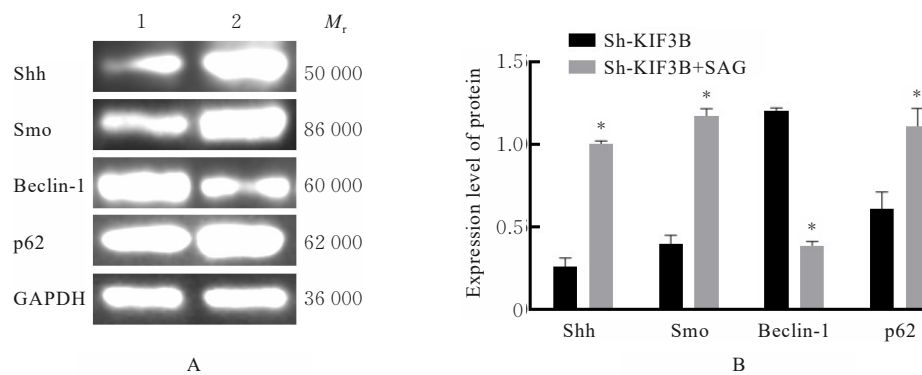 1 2 Mr
Shh 50 000
Smo 86 000
Beclin-1 60 000
p62 62 000
GAPDH 36 000
A
Sh-KIF3B
Sh-KIF3B+SAG
Expression level of protein
1.5
1.0
0.5
0
* * * *
Shh Smo Beclin-1 p62
B